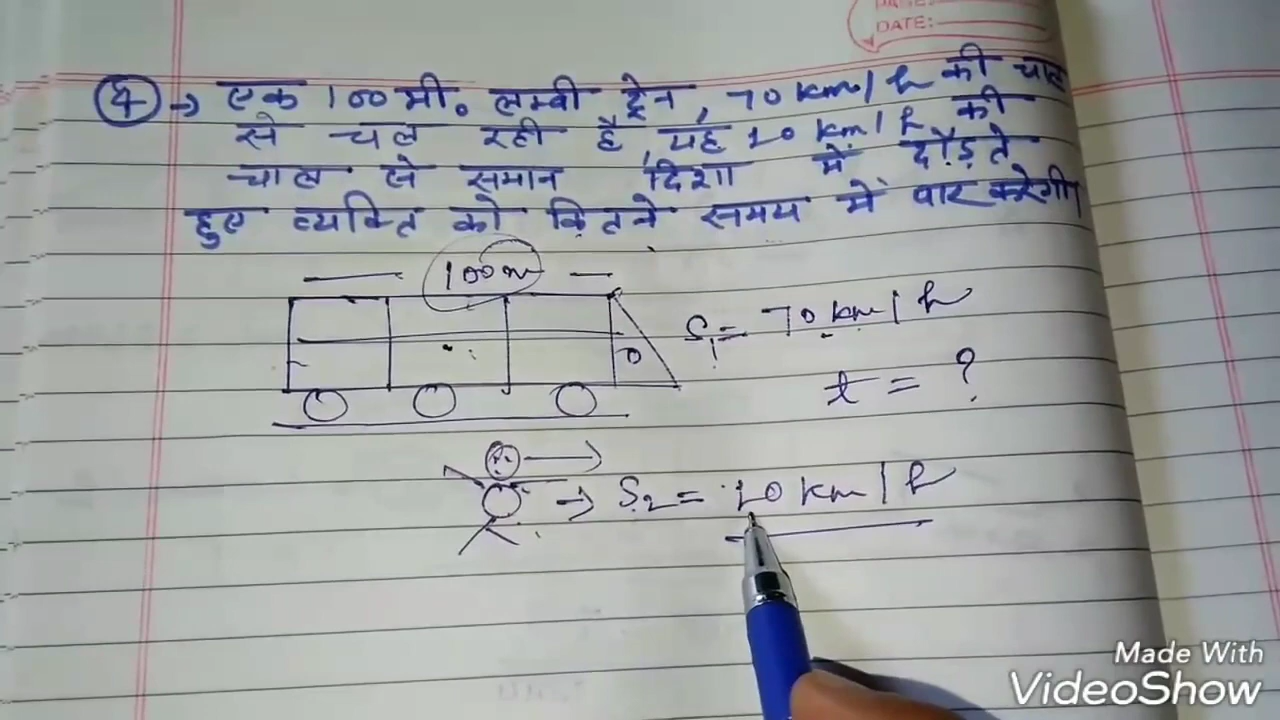 PAGE:
DATE:
4 → एक 100 मी. लम्बी ट्रेन, 70 km/h की चाल
से चल रही है, यह 10 km/h की
चाल से समान दिशा में दौड़ते
हुए व्यक्ति को कितने समय में पार करेगी।
100m
S1 = 70 km/h
t = ?
→ S2 = 10 km/h
Made With
VideoShow